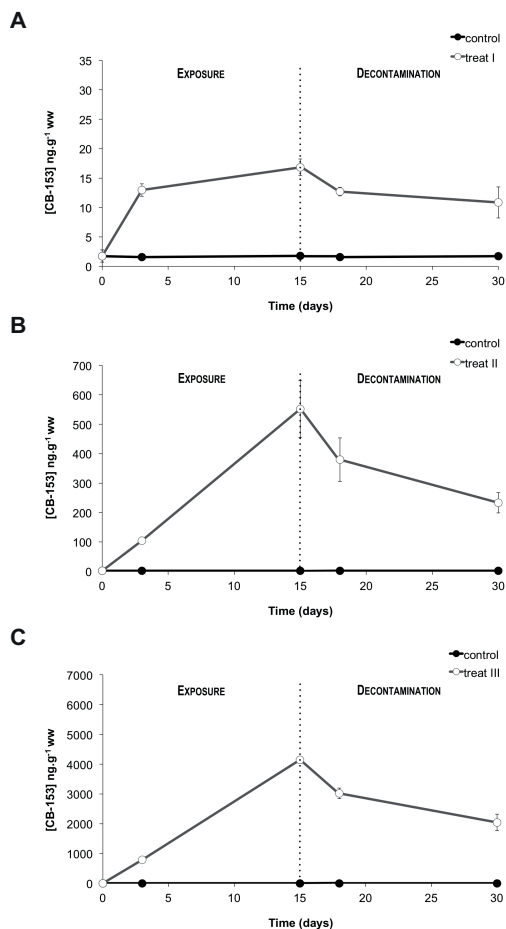 A
control
treat I
EXPOSURE
DECONTAMINATION
[CB-153] ng.g⁻¹ ww
35
30
25
20
15
10
5
0
0 5 10 15 20 25 30
Time (days)
B
control
treat II
EXPOSURE
DECONTAMINATION
[CB-153] ng.g⁻¹ ww
700
600
500
400
300
200
100
0
0 5 10 15 20 25 30
Time (days)
C
control
treat III
EXPOSURE
DECONTAMINATION
[CB-153] ng.g⁻¹ ww
7000
6000
5000
4000
3000
2000
1000
0
0 5 10 15 20 25 30
Time (days)